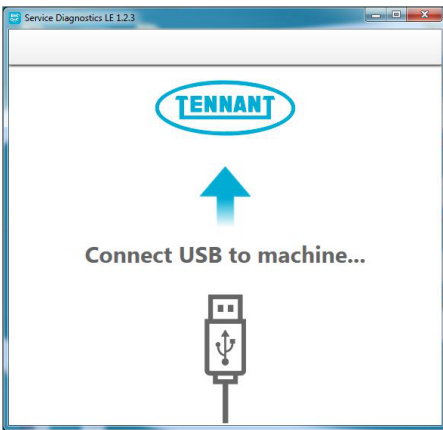 Service Diagnostics LE 1.2.3
TENNANT
Connect USB to machine...